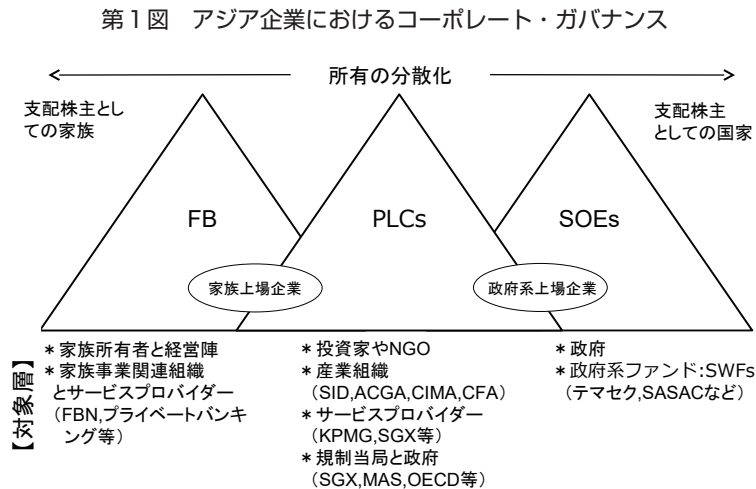 第1図　アジア企業におけるコーポレート・ガバナンス
所有の分散化
支配株主とし
ての家族
支配株主
としての国家
FB
PLCs
SOEs
家族上場企業
政府系上場企業
【対象層】
＊家族所有者と経営陣
＊家族事業関連組織
とサービスプロバイダー
（FBN,プライベートバンキ
ング等）
＊投資家やNGO
＊産業組織
（SID,ACGA,CIMA,CFA）
＊サービスプロバイダー
（KPMG,SGX等）
＊規制当局と政府
（SGX,MAS,OECD等）
＊政府
＊政府系ファンド:SWFs
（テマセク,SASACなど）